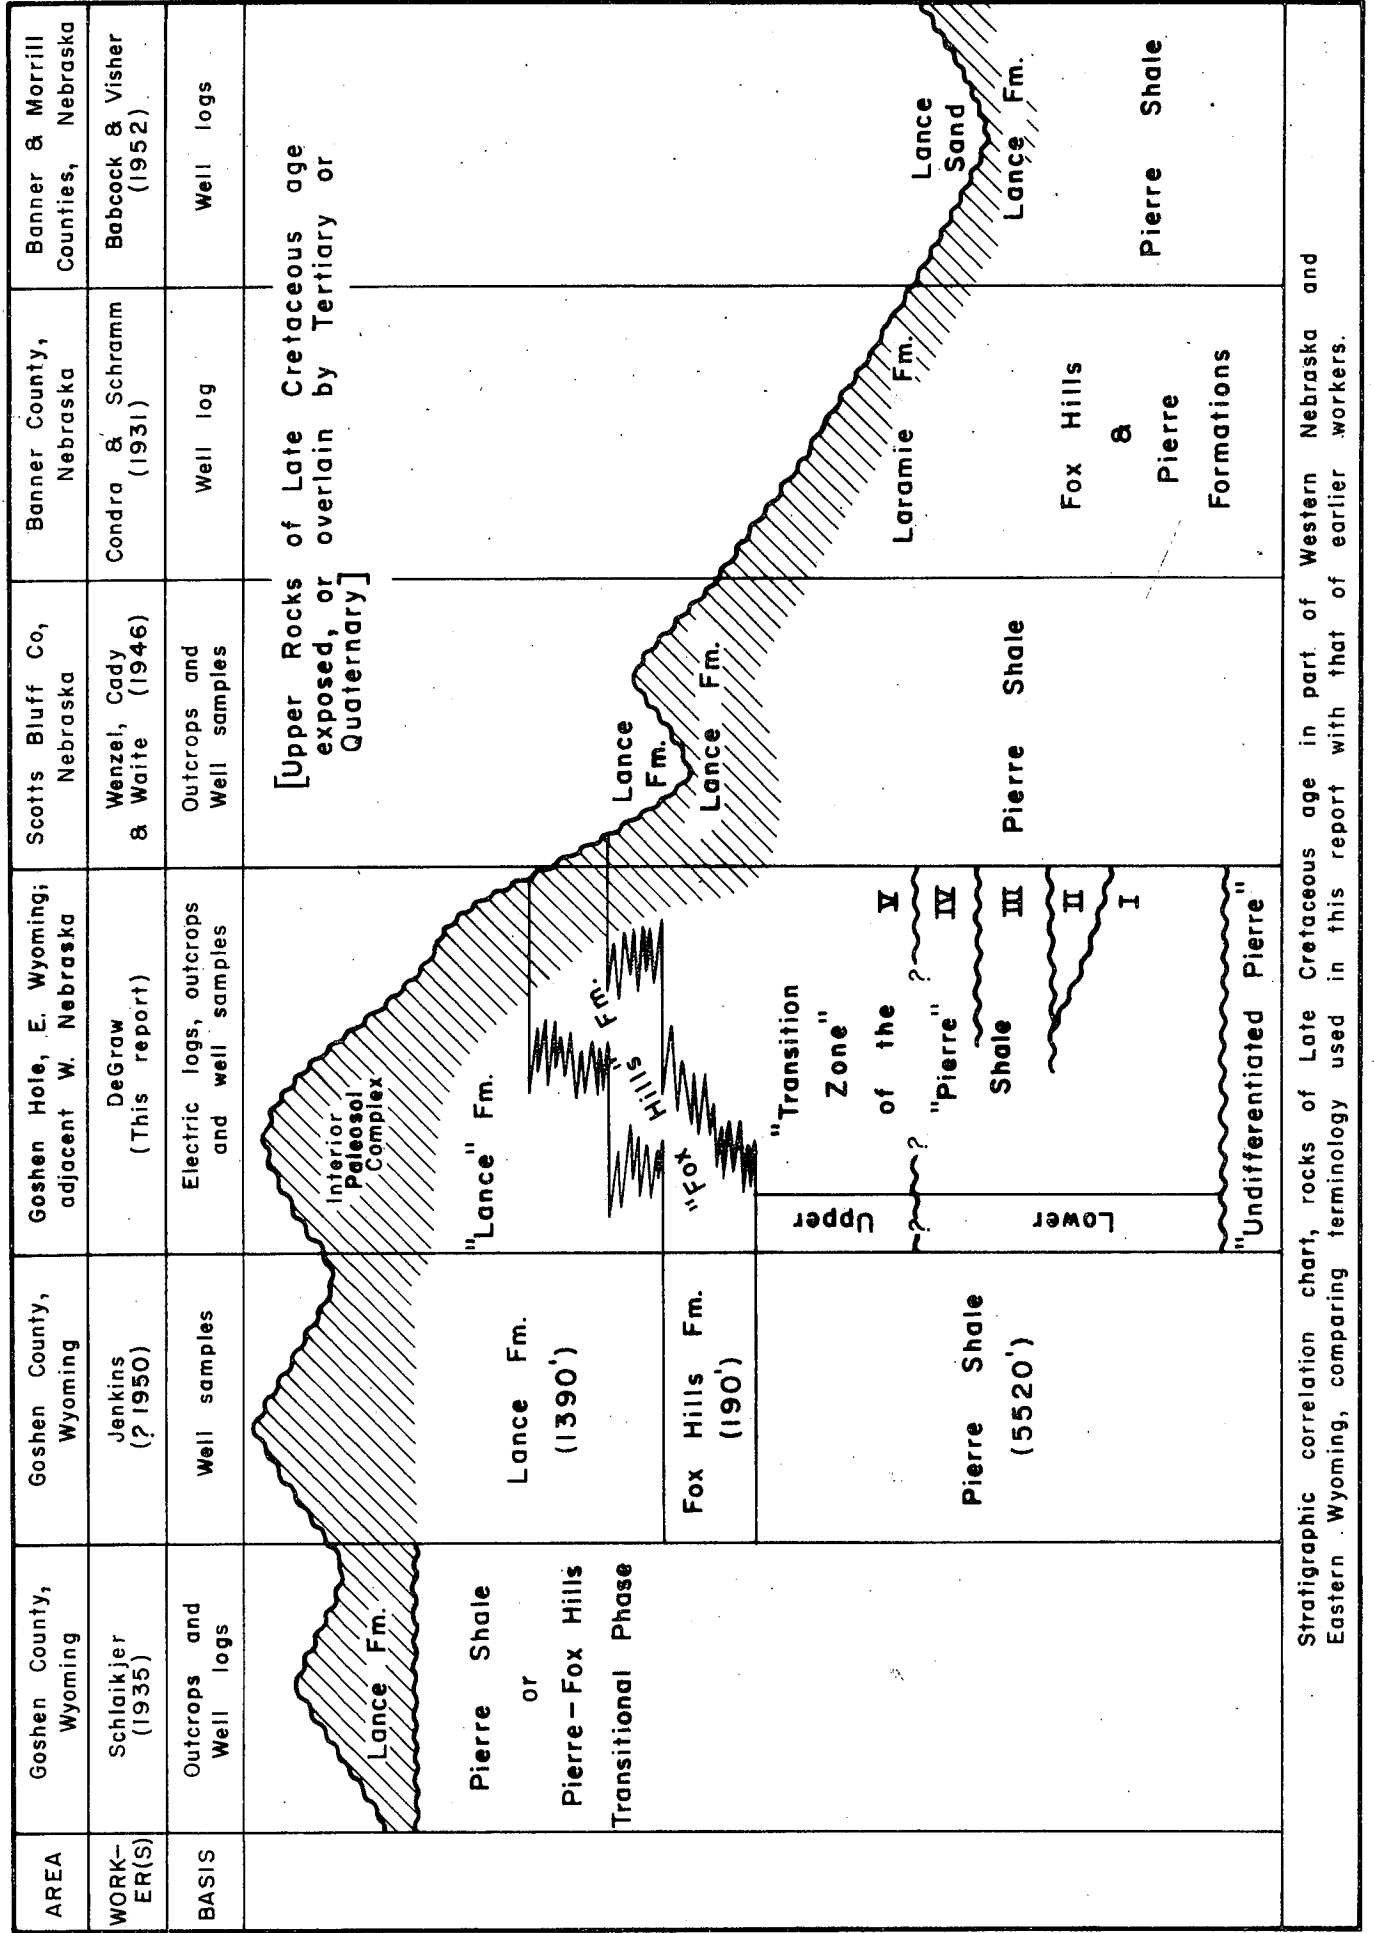 AREA
Goshen County,
Wyoming
Goshen County,
Wyoming
Goshen Hole, E. Wyoming;
adjacent W. Nebraska
Scotts Bluff Co,
Nebraska
Banner County,
Nebraska
Banner & Morrill
Counties, Nebraska
WORK-
ER(S)
Schlaikjer
(1935)
Jenkins
(? 1950)
DeGraw
(This report)
Wenzel, Cady
& Waite (1946)
Condra & Schramm
(1931)
Babcock & Visher
(1952)
BASIS
Outcrops and
Well logs
Well samples
Electric logs, outcrops
and well samples
Outcrops and
Well samples
Well log
Well logs
[Upper Rocks of Late Cretaceous age
exposed, or overlain by Tertiary or
Quaternary]
Lance Fm.
Pierre Shale
or
Pierre-Fox Hills
Transitional Phase
Lance Fm.
(1390')
Fox Hills Fm.
(190')
Pierre Shale
(5520')
Interior
Paleosol
Complex
"Lance" Fm.
"Fox Hills" Fm.
"Transition
Zone"
of the
"Pierre"
Shale
Upper
Lower
?
?
?
V
IV
III
II
I
"Undifferentiated Pierre"
Lance
Fm.
Lance Fm.
Pierre Shale
Laramie Fm.
Fox Hills
&
Pierre
Formations
Lance
Sand
Lance Fm.
Pierre Shale
Stratigraphic correlation chart, rocks of Late Cretaceous age in part of Western Nebraska and
Eastern Wyoming, comparing terminology used in this report with that of earlier workers.